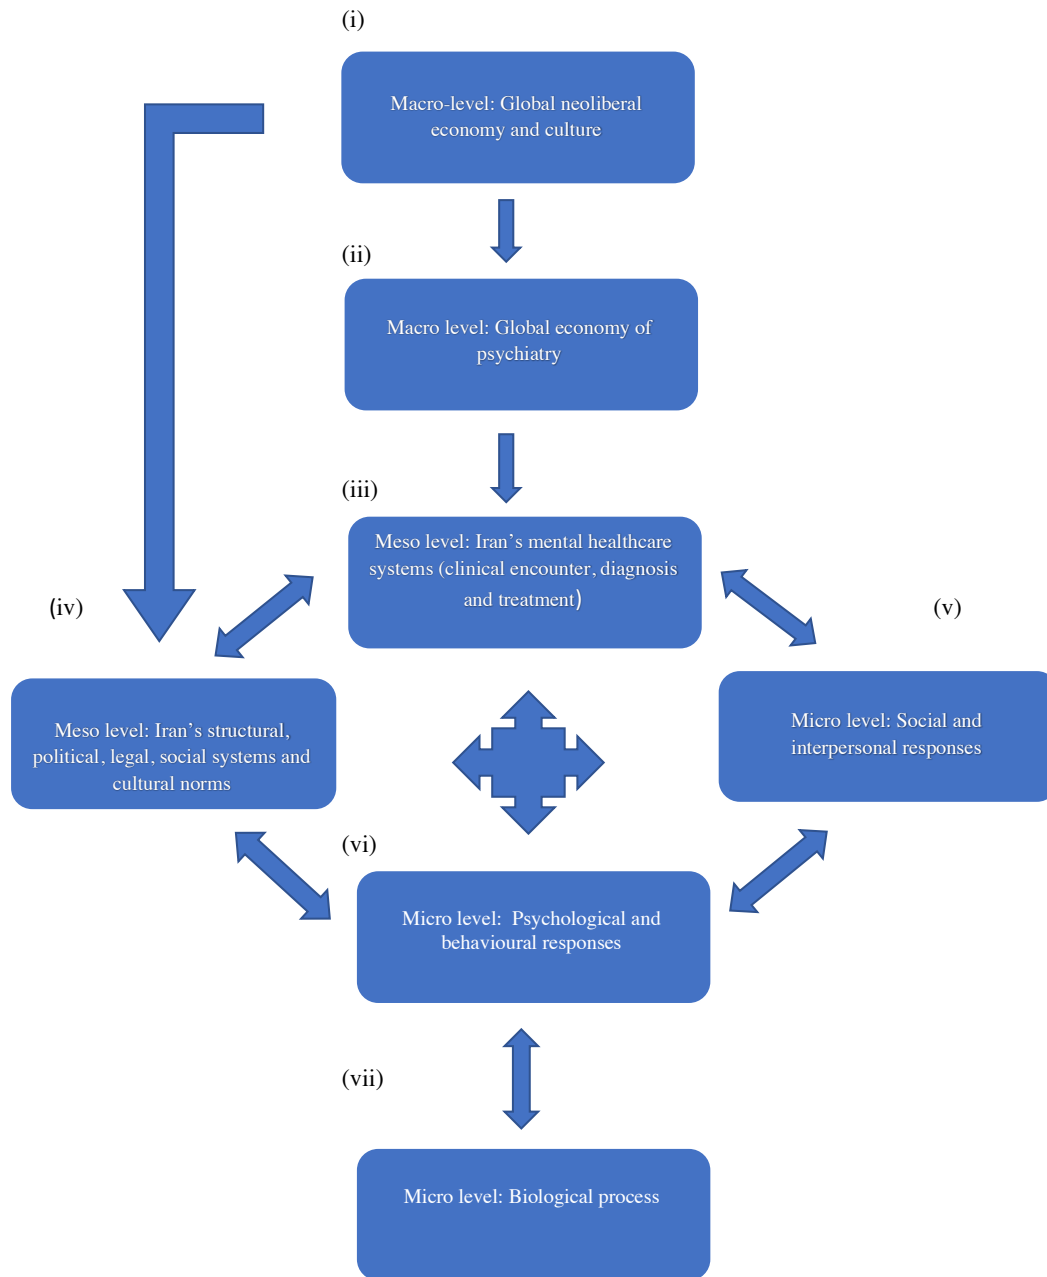 (i)
Macro-level: Global neoliberal
economy and culture
(ii)
Macro level: Global economy of
psychiatry
(iii)
Meso level: Iran's mental healthcare
systems (clinical encounter, diagnosis
and treatment)
(iv)
(v)
Meso level: Iran's structural,
political, legal, social systems and
cultural norms
Micro level: Social and
interpersonal responses
(vi)
Micro level:  Psychological and
behavioural responses
(vii)
Micro level: Biological process